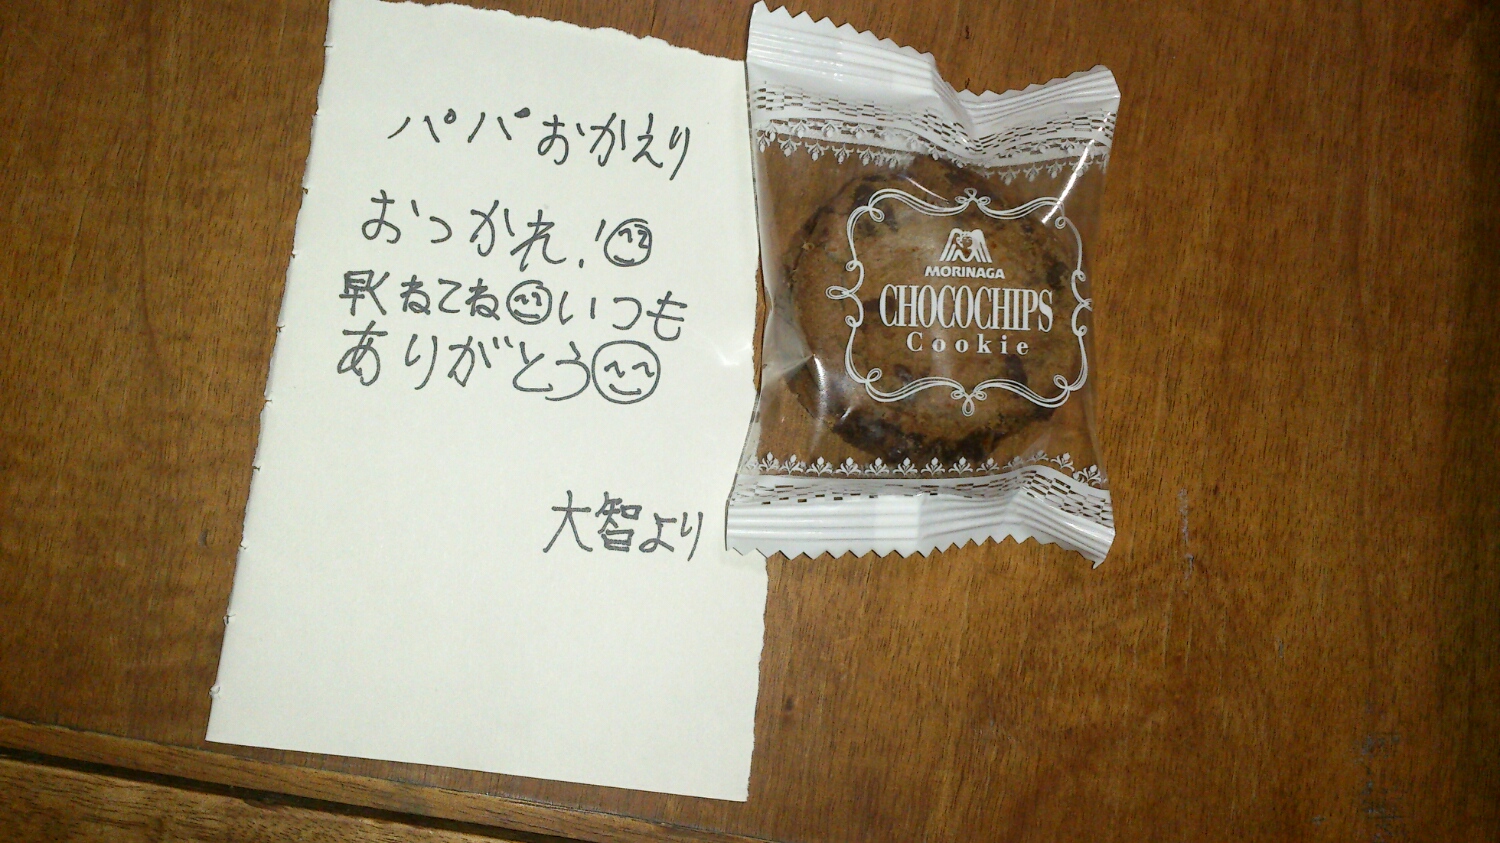 パパおかえり
おつかれ!
早くねてね いつも
ありがとう
大智より
MORINAGA
CHOCOCHIPS
Cookie